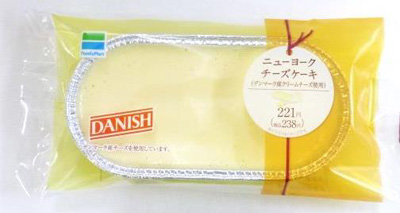 FamilyMart
ニューヨーク
チーズケーキ
(デンマーク産クリームチーズ使用)
221円
(税込238円)
DANISH
デンマーク産チーズを使用しています。